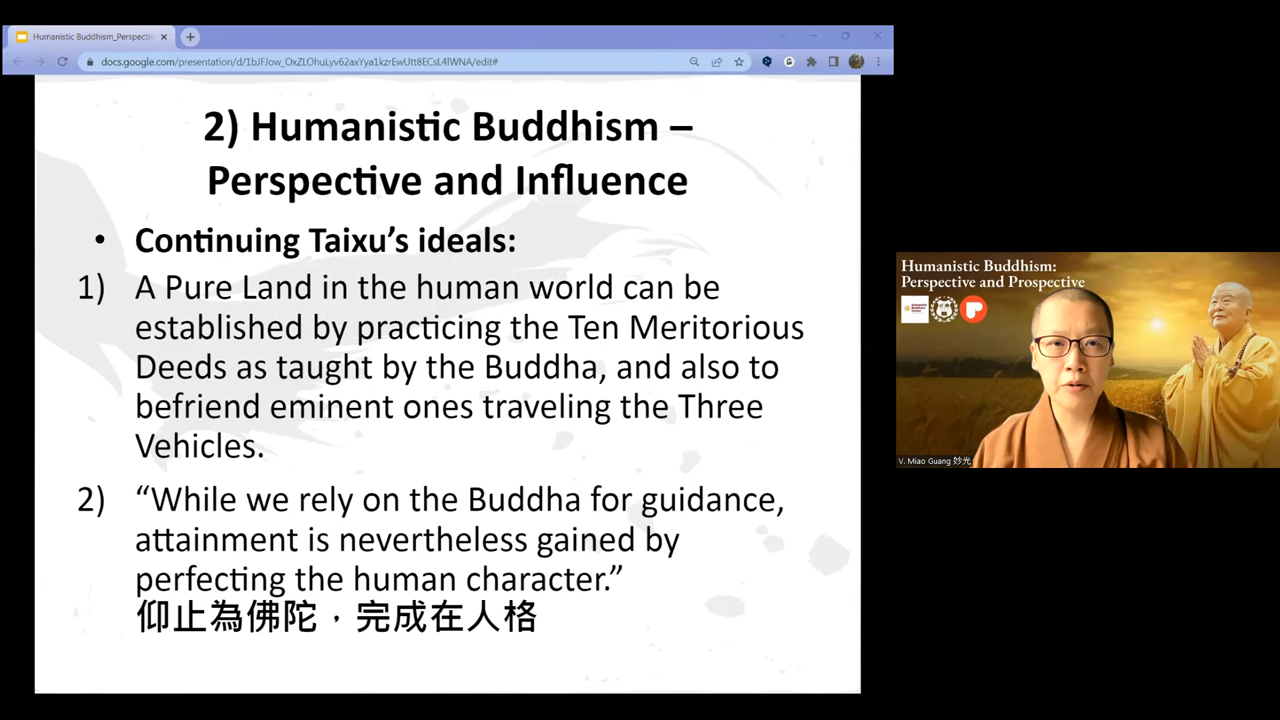 Humanistic Buddhism_Perspectiv
docs.google.com/presentation/d/1bJFJow_OxZLOhuLyv62axYya1kzrEwUtt8ECsL4lWNA/edit#
2) Humanistic Buddhism –
Perspective and Influence
• Continuing Taixu’s ideals:
1) A Pure Land in the human world can be
established by practicing the Ten Meritorious
Deeds as taught by the Buddha, and also to
befriend eminent ones traveling the Three
Vehicles.
2) “While we rely on the Buddha for guidance,
attainment is nevertheless gained by
perfecting the human character.”
仰止為佛陀，完成在人格
Humanistic Buddhism:
Perspective and Prospective
V. Miao Guang 妙光